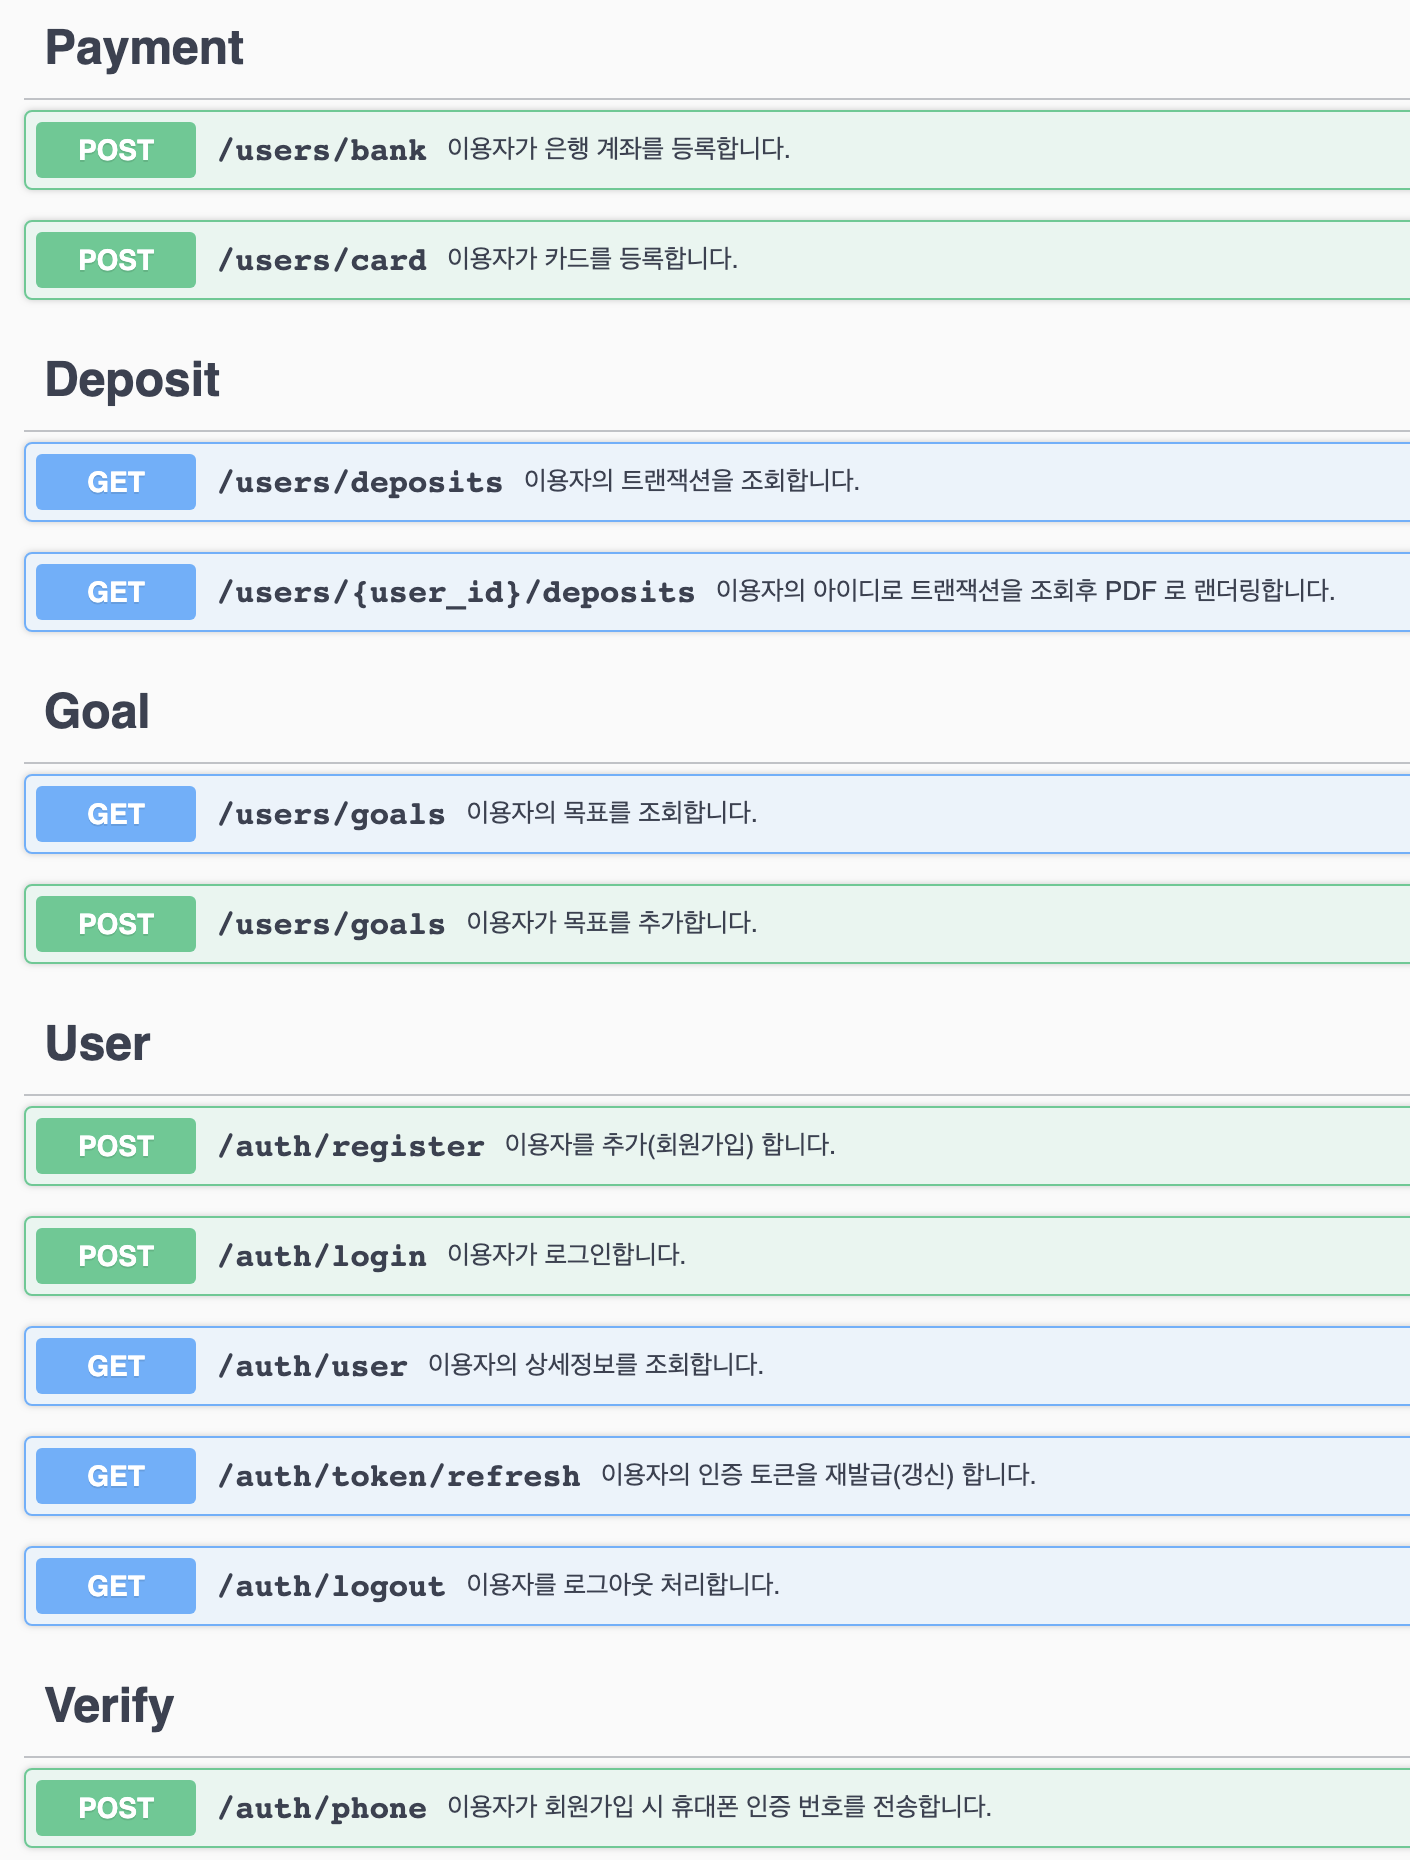 Payment
POST /users/bank 이용자가 은행 계좌를 등록합니다.
POST /users/card 이용자가 카드를 등록합니다.
Deposit
GET /users/deposits 이용자의 트랜잭션을 조회합니다.
GET /users/{user_id}/deposits 이용자의 아이디로 트랜잭션을 조회후 PDF 로 랜더링합니다.
Goal
GET /users/goals 이용자의 목표를 조회합니다.
POST /users/goals 이용자가 목표를 추가합니다.
User
POST /auth/register 이용자를 추가(회원가입) 합니다.
POST /auth/login 이용자가 로그인합니다.
GET /auth/user 이용자의 상세정보를 조회합니다.
GET /auth/token/refresh 이용자의 인증 토큰을 재발급(갱신) 합니다.
GET /auth/logout 이용자를 로그아웃 처리합니다.
Verify
POST /auth/phone 이용자가 회원가입 시 휴대폰 인증 번호를 전송합니다.